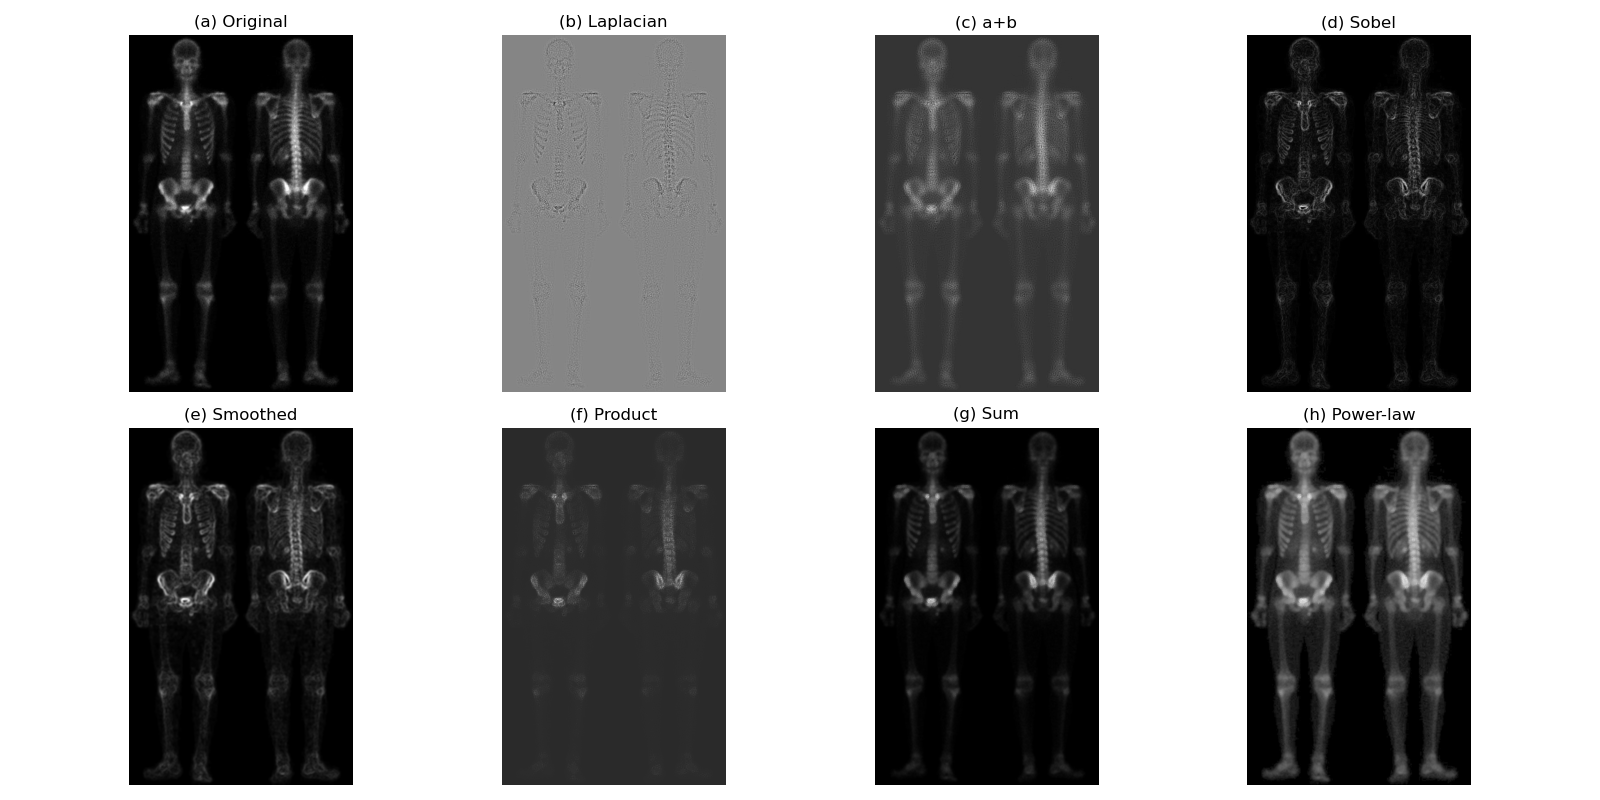 (a) Original
(b) Laplacian
(c) a+b
(d) Sobel
(e) Smoothed
(f) Product
(g) Sum
(h) Power-law